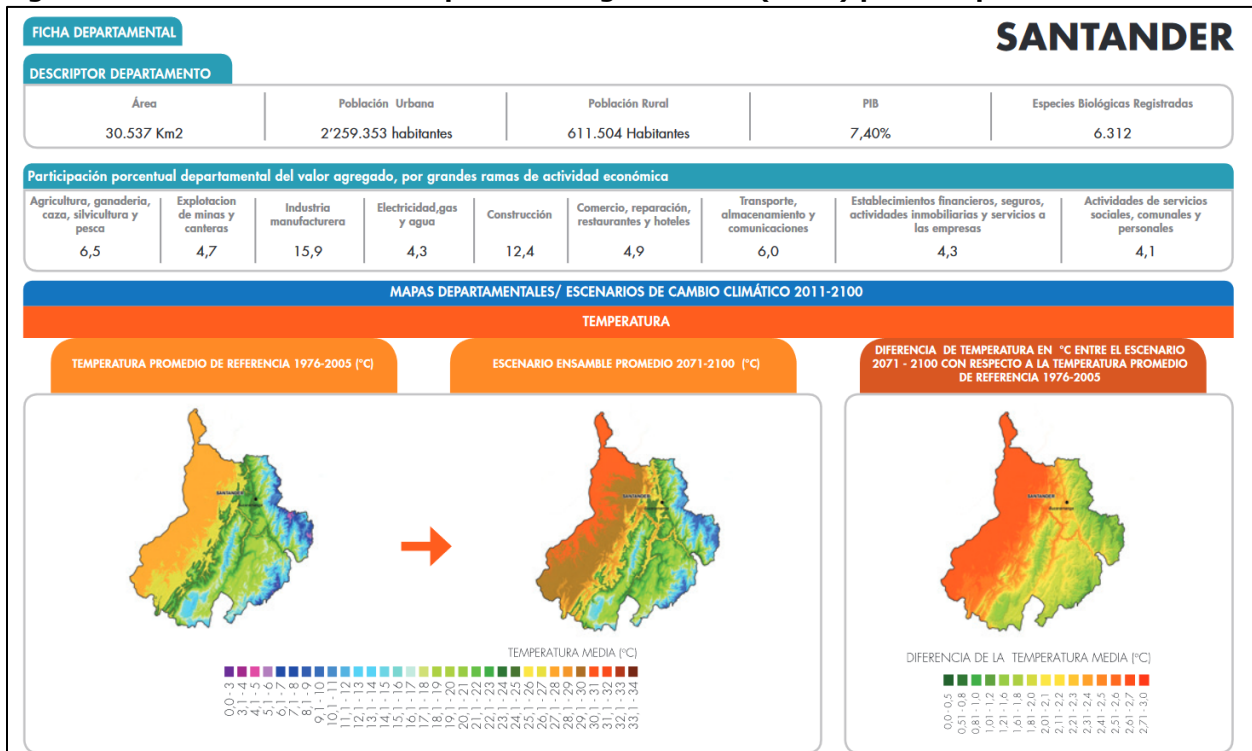 FICHA DEPARTAMENTAL
SANTANDER
DESCRIPTOR DEPARTAMENTO
Área
Población Urbana
Población Rural
PIB
Especies Biológicas Registradas
30.537 Km2
2'259.353 habitantes
611.504 Habitantes
7,40%
6.312
Participación porcentual departamental del valor agregado, por grandes ramas de actividad económica
Agricultura, ganaderia,
caza, silvicultura y
pesca
6,5
Explotacion
de minas y
canteras
4,7
Industria
manufacturera
15,9
Electricidad,gas
y agua
4,3
Construcción
12,4
Comercio, reparación,
restaurantes y hoteles
4,9
Transporte,
almacenamiento y
comunicaciones
6,0
Establecimientos financieros, seguros,
actividades inmobiliarias y servicios a
las empresas
4,3
Actividades de servicios
sociales, comunales y
personales
4,1
MAPAS DEPARTAMENTALES/ ESCENARIOS DE CAMBIO CLIMÁTICO 2011-2100
TEMPERATURA
TEMPERATURA PROMEDIO DE REFERENCIA 1976-2005 (°C)
ESCENARIO ENSAMBLE PROMEDIO 2071-2100 (°C)
DIFERENCIA DE TEMPERATURA EN °C ENTRE EL ESCENARIO
2071 - 2100 CON RESPECTO A LA TEMPERATURA PROMEDIO
DE REFERENCIA 1976-2005
SANTANDER
SANTANDER
SANTANDER
TEMPERATURA MEDIA (°C)
0,0 - 3
3,1 - 4
4,1 - 5
5,1 - 6
6,1 - 7
7,1 - 8
8,1 - 9
9,1 - 10
10,1 - 11
11,1 - 12
12,1 - 13
13,1 - 14
14,1 - 15
15,1 - 16
16,1 - 17
17,1 - 18
18,1 - 19
19,1 - 20
20,1 - 21
21,1 - 22
22,1 - 23
23,1 - 24
24,1 - 25
25,1 - 26
26,1 - 27
27,1 - 28
28,1 - 29
29,1 - 30
30,1 - 31
31,1 - 32
32,1 - 33
33,1 - 34
DIFERENCIA DE LA TEMPERATURA MEDIA (°C)
0,0 - 0,5
0,51 - 0,8
0,81 - 1,0
1,01 - 1,2
1,21 - 1,6
1,61 - 1,8
1,81 - 2,0
2,01 - 2,1
2,11 - 2,2
2,21 - 2,3
2,31 - 2,4
2,41 - 2,5
2,51 - 2,6
2,61 - 2,7
2,71 - 3,0